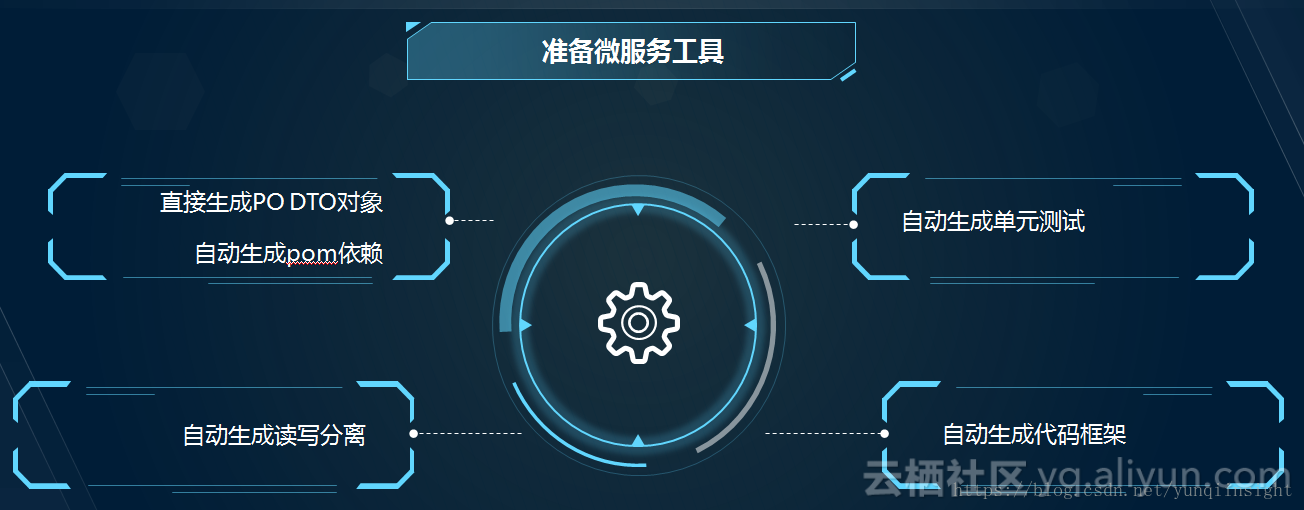 准备微服务工具
直接生成PO DTO对象
自动生成pom依赖
自动生成单元测试
自动生成读写分离
自动生成代码框架
云栖社区 yq.aliyun.com
https://blog.csdn.net/yunqiinsight